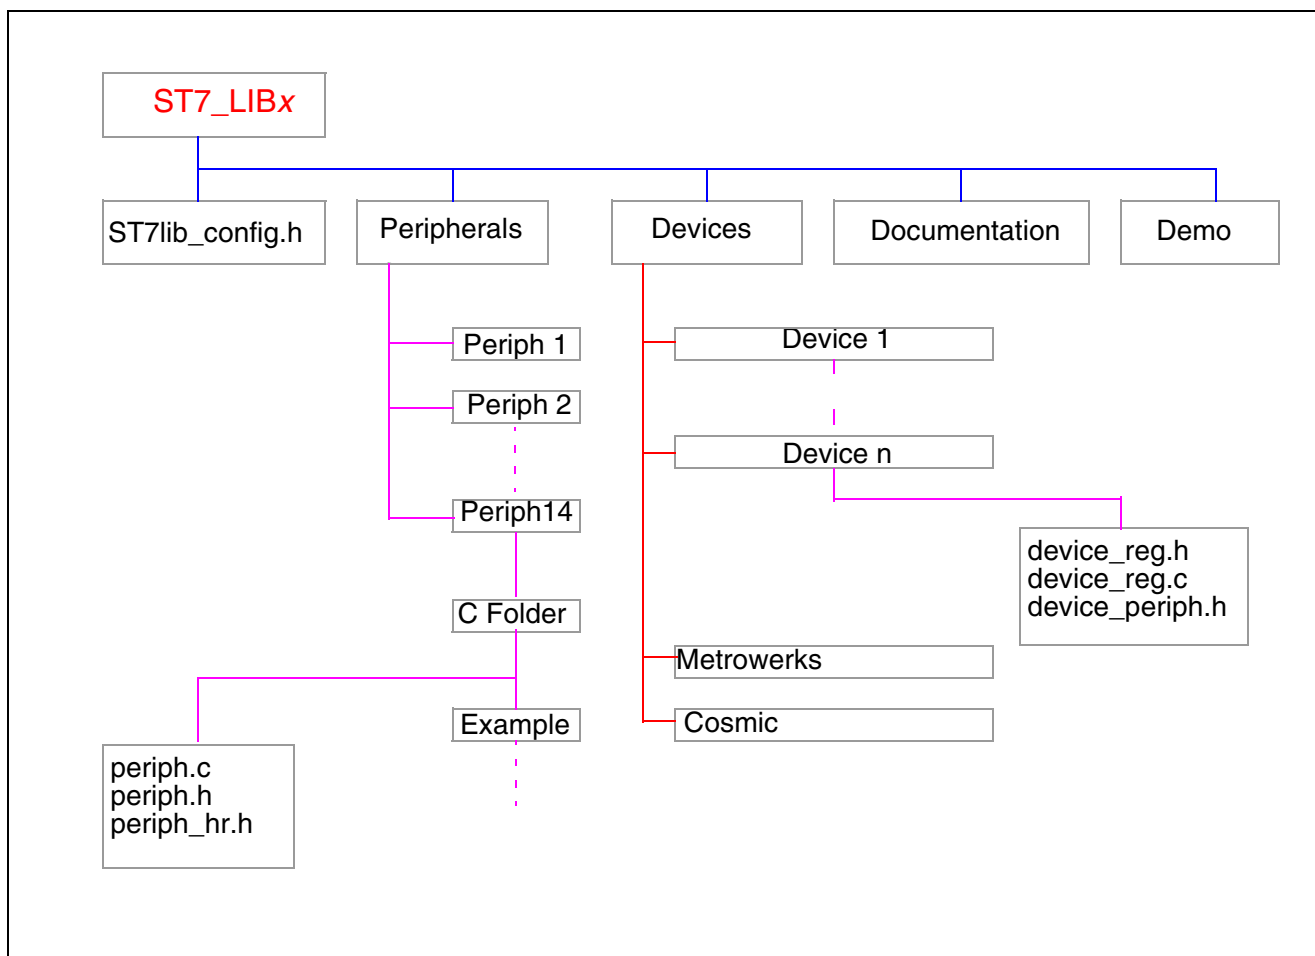 ST7_LIBx
ST7lib_config.h
Peripherals
Devices
Documentation
Demo
Periph 1
Periph 2
Periph14
C Folder
Example
periph.c
periph.h
periph_hr.h
Device 1
Device n
device_reg.h
device_reg.c
device_periph.h
Metrowerks
Cosmic